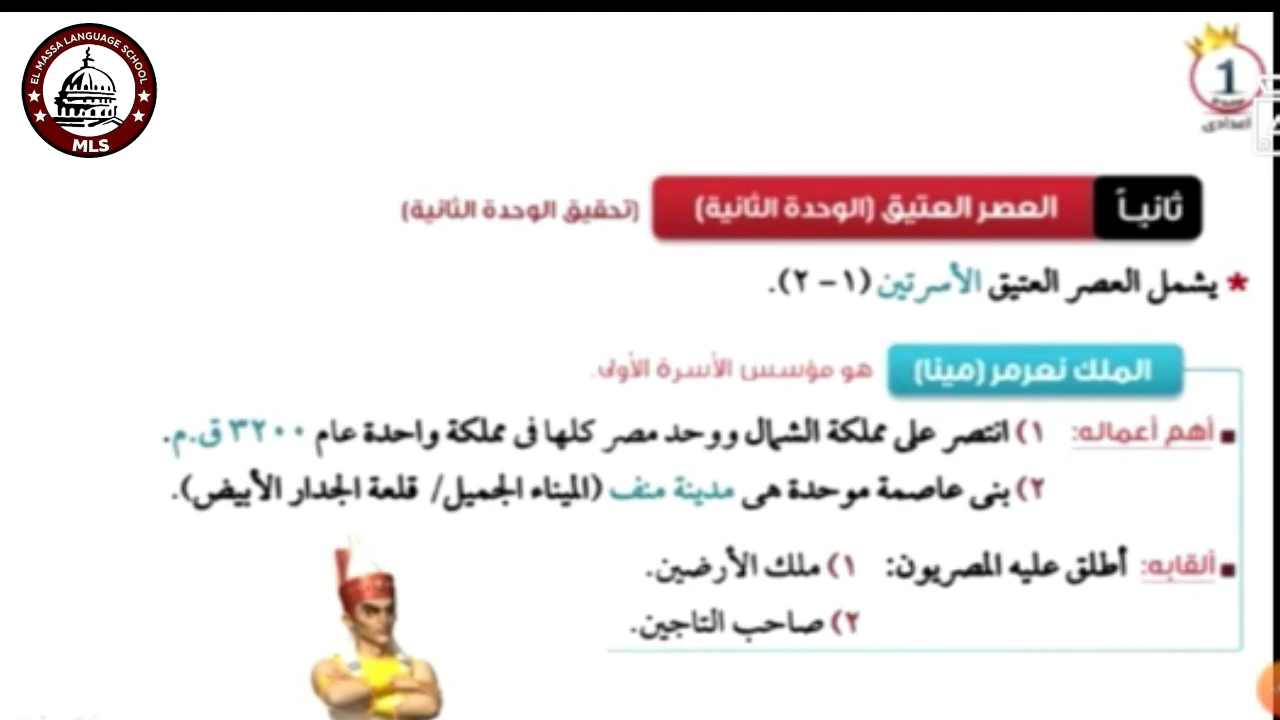 EL MASSA LANGUAGE SCHOOL
MLS
1
اعدادى
ثانيـاً العصر العتيق (الوحدة الثانية) (تحقيق الوحدة الثانية)
* يشمل العصر العتيق الأسرتين (١ - ٢).
الملك نعرمر (مينا) هو مؤسس الأسرة الأولى.
أهم أعماله: ١) انتصر على مملكة الشمال ووحد مصر كلها فى مملكة واحدة عام ٣٢٠٠ ق.م.
٢) بنى عاصمة موحدة هى مدينة منف (الميناء الجميل/ قلعة الجدار الأبيض).
ألقابه: أطلق عليه المصريون: ١) ملك الأرضين.
٢) صاحب التاجين.